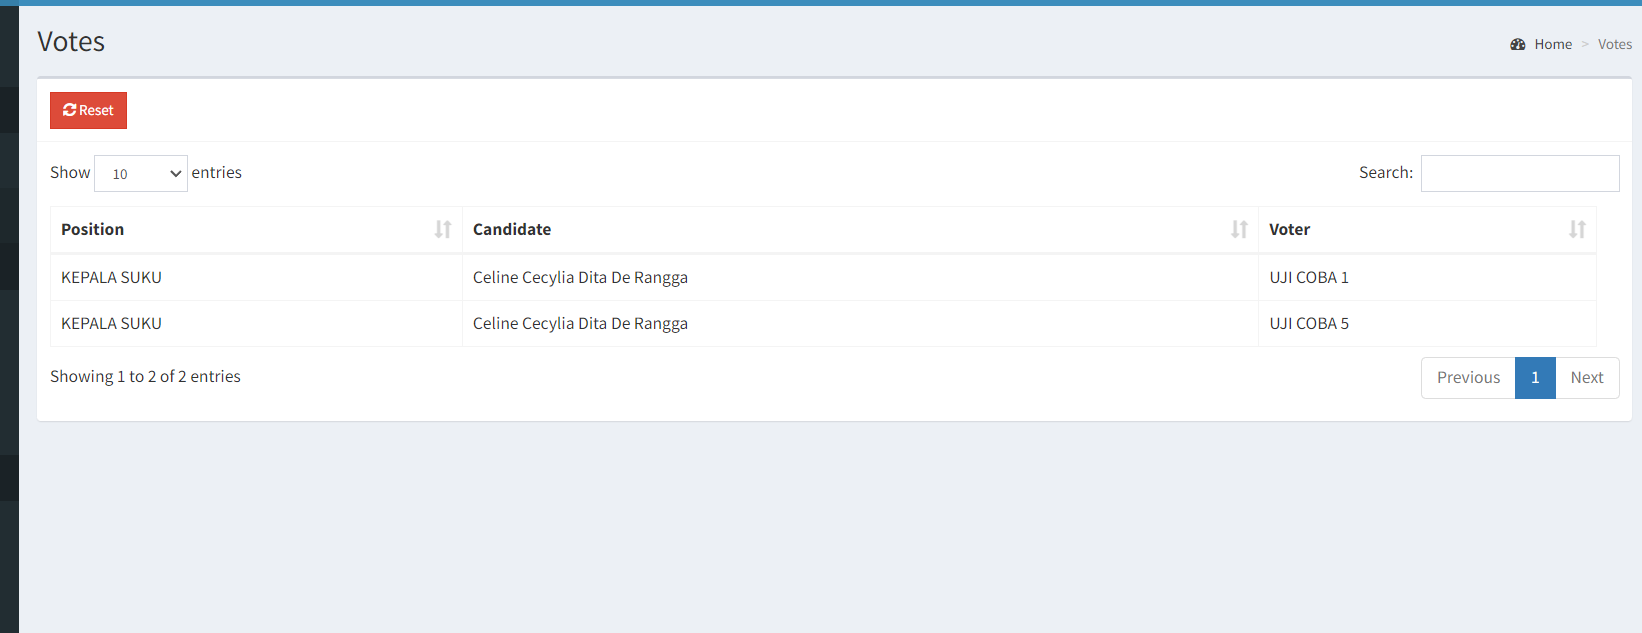 Votes
Home > Votes
Reset
Show 10 entries
Search:
Position Candidate Voter
KEPALA SUKU Celine Cecylia Dita De Rangga UJI COBA 1
KEPALA SUKU Celine Cecylia Dita De Rangga UJI COBA 5
Showing 1 to 2 of 2 entries
Previous 1 Next